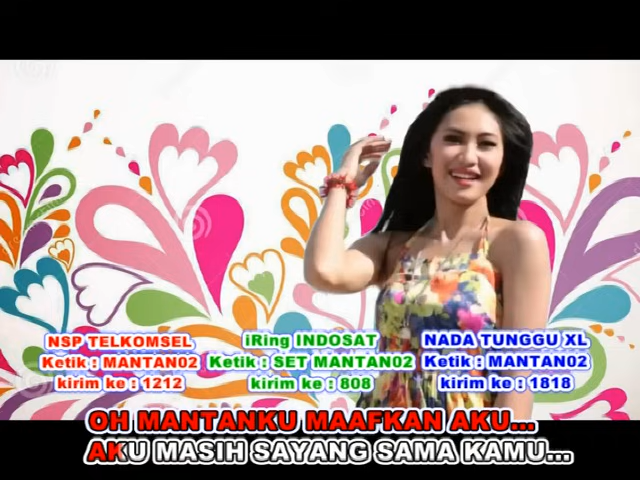 NSP TELKOMSEL
Ketik : MANTAN02
kirim ke : 1212
iRing INDOSAT
Ketik : SET MANTAN02
kirim ke : 808
NADA TUNGGU XL
Ketik : MANTAN02
kirim ke : 1818
OH MANTANKU MAAFKAN AKU...
AKU MASIH SAYANG SAMA KAMU...